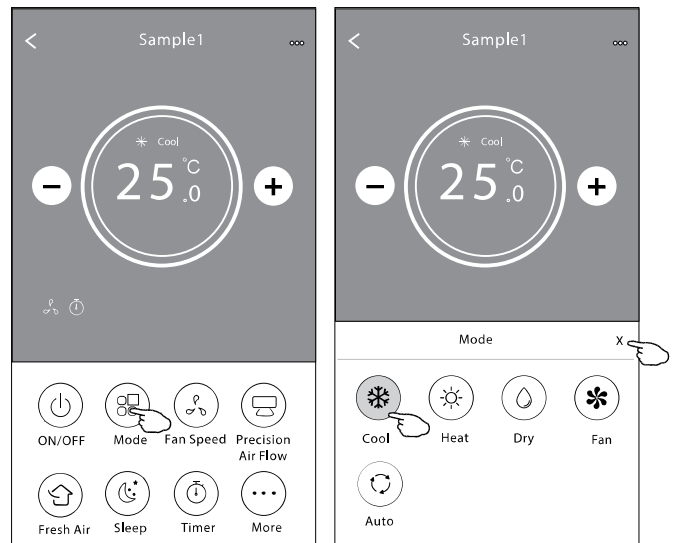 Sample1
Cool
25.0 °C
ON/OFF
Mode
Fan Speed
Precision
Air Flow
Fresh Air
Sleep
Timer
More
Sample1
Cool
25.0 °C
Mode X
Cool
Heat
Dry
Fan
Auto